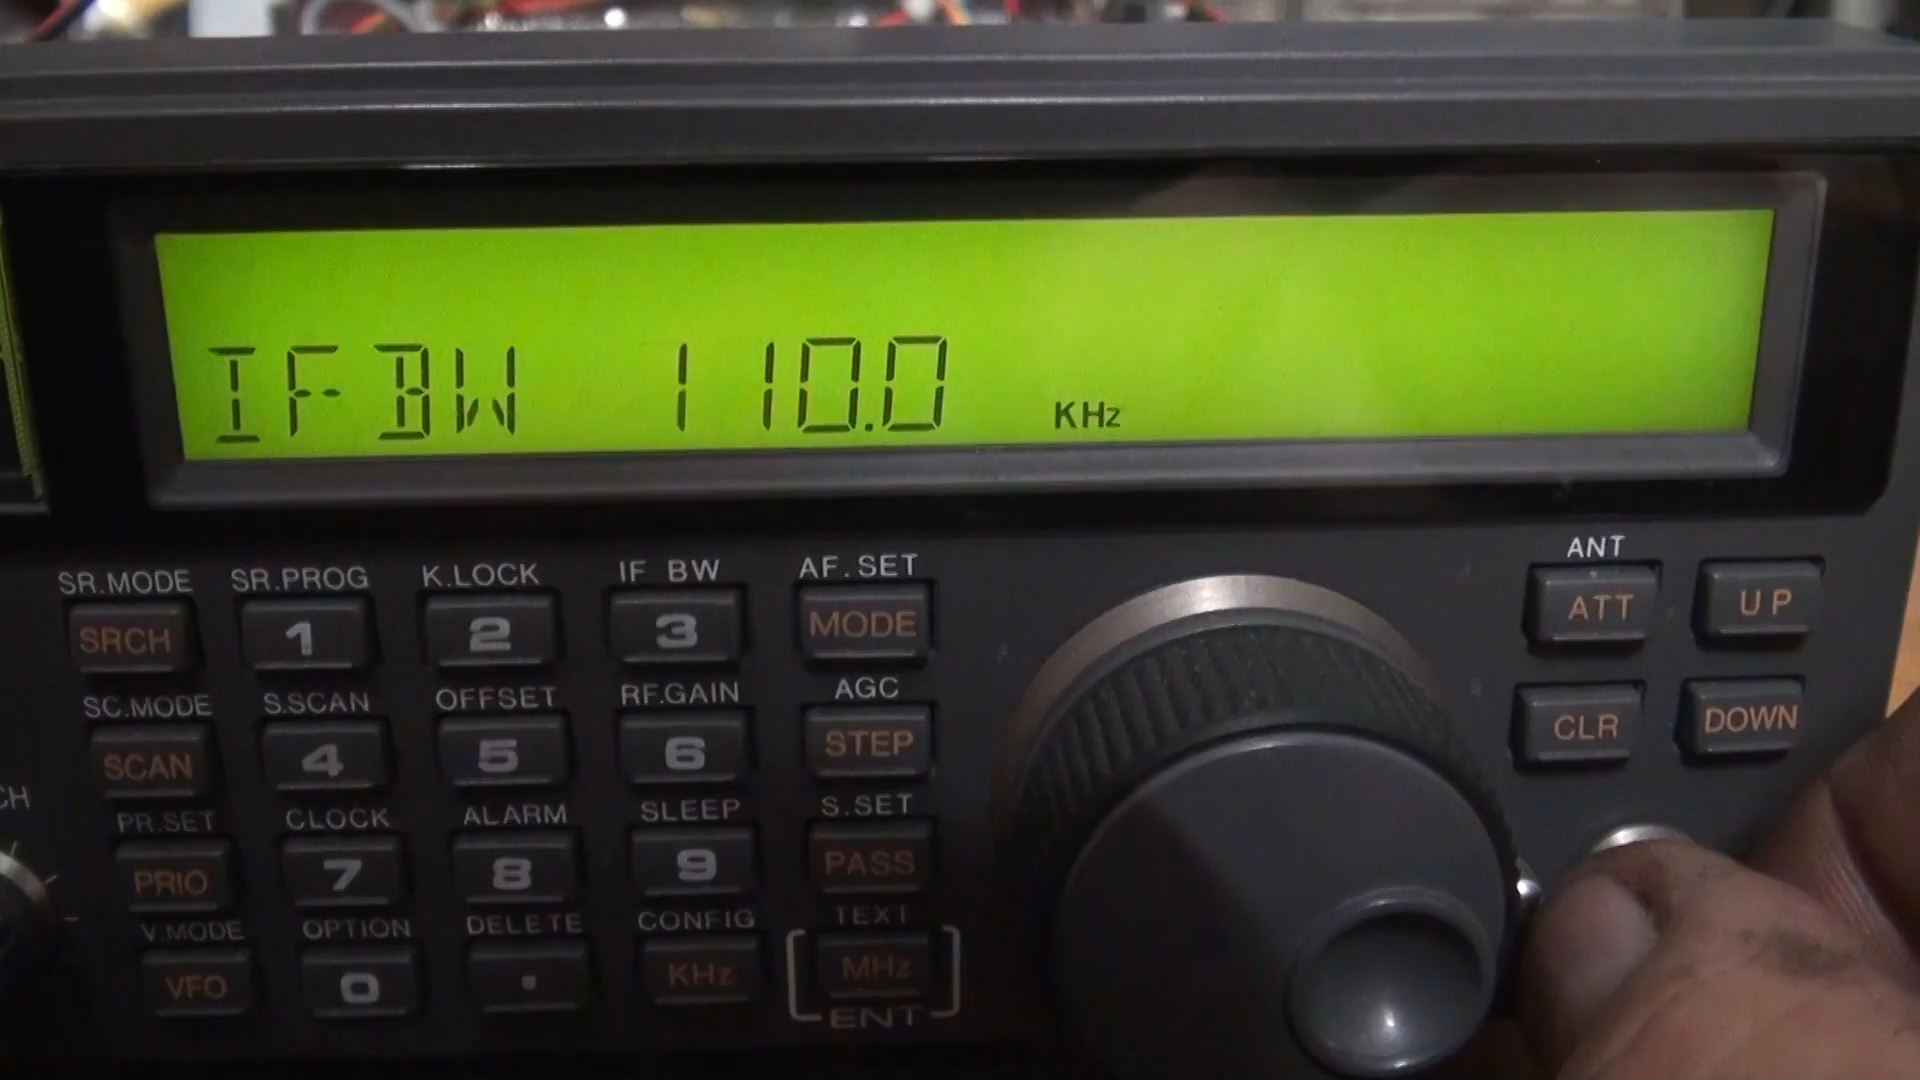 IF BW 110.0 KHz
SR.MODE SR.PROG K.LOCK IF BW AF.SET ANT
SRCH 1 2 3 MODE ATT UP
SC.MODE S.SCAN OFFSET RF.GAIN AGC
SCAN 4 5 6 STEP CLR DOWN
CH
PR.SET CLOCK ALARM SLEEP S.SET
PRIO 7 8 9 PASS
V.MODE OPTION DELETE CONFIG TEXT
VFO 0 . KHz MHz
ENT